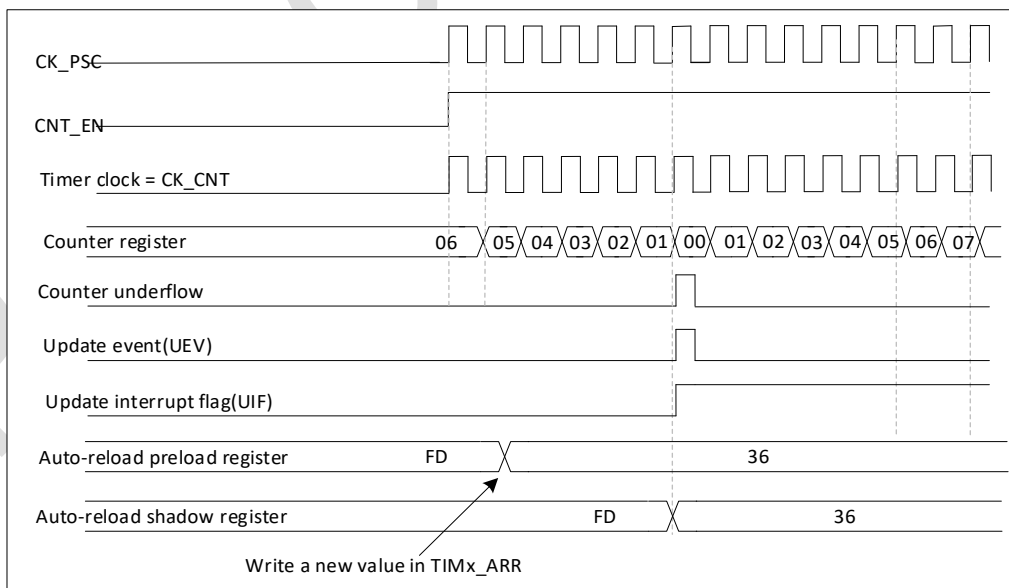 CK_PSC
CNT_EN
Timer clock = CK_CNT
Counter register 06 05 04 03 02 01 00 01 02 03 04 05 06 07
Counter underflow
Update event(UEV)
Update interrupt flag(UIF)
Auto-reload preload register FD 36
Auto-reload shadow register FD 36
Write a new value in TIMx_ARR